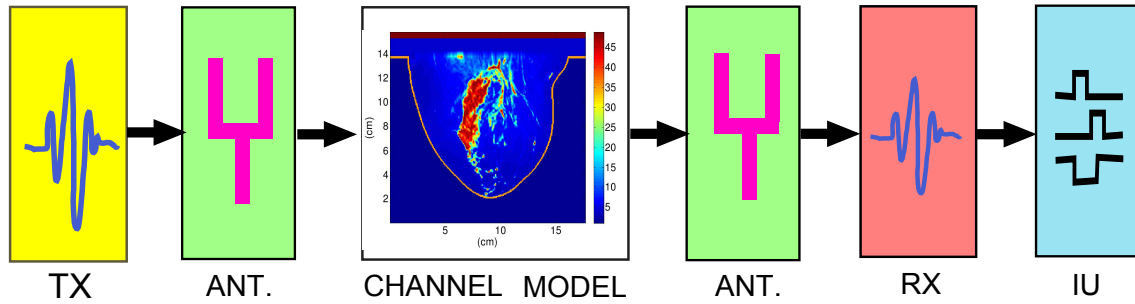 14
12
10
8
6
4
2
(cm)
5 10 15
(cm)
45
40
35
30
25
20
15
10
5
TX
ANT.
CHANNEL MODEL
ANT.
RX
IU